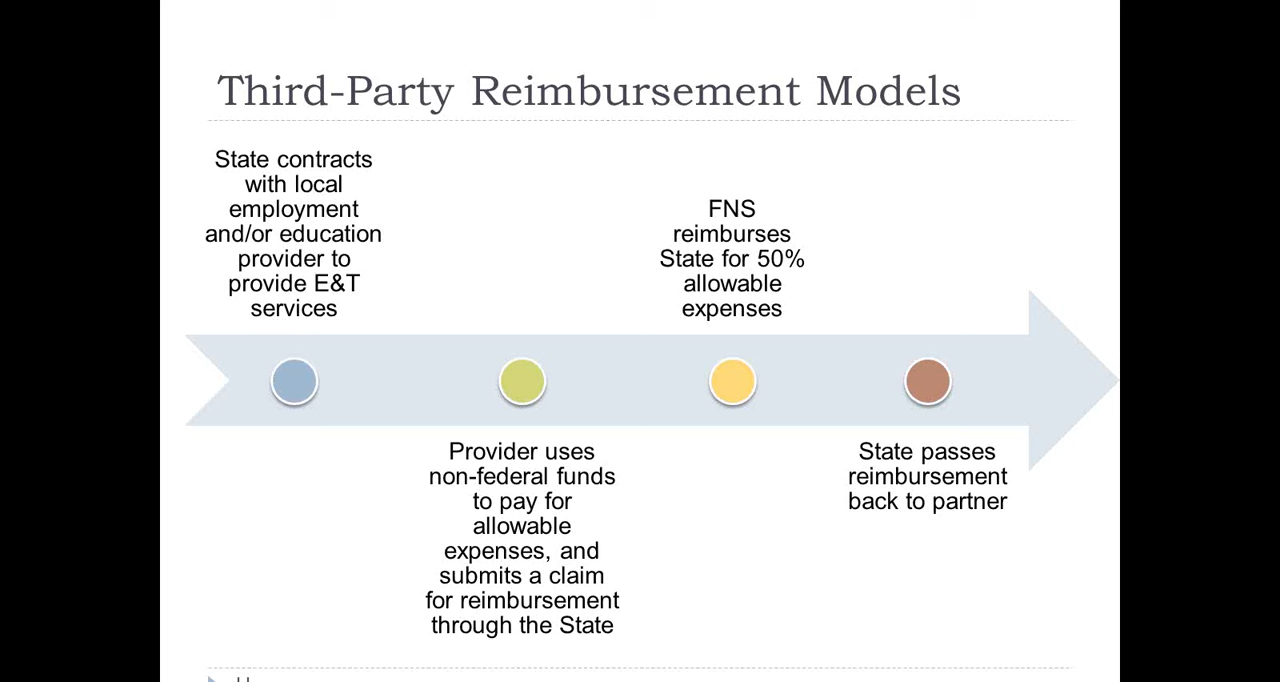 Third-Party Reimbursement Models
State contracts
with local
employment
and/or education
provider to
provide E&T
services
Provider uses
non-federal funds
to pay for
allowable
expenses, and
submits a claim
for reimbursement
through the State
FNS
reimburses
State for 50%
allowable
expenses
State passes
reimbursement
back to partner